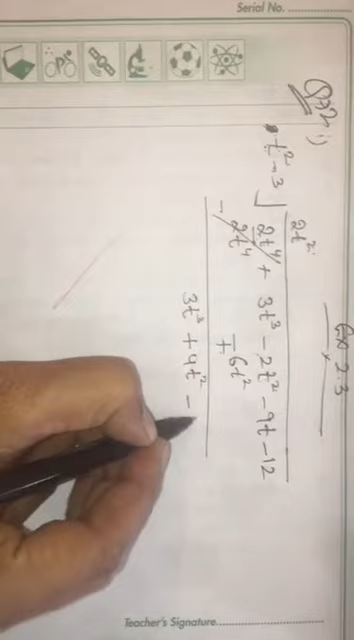 Serial No.
Ex 2.3
Q2 i)
2t²
t² - 3 √ 2t⁴ + 3t³ - 2t² - 9t - 12
- 2t⁴ - 6t²
+
3t³ + 4t² -
Teacher's Signature